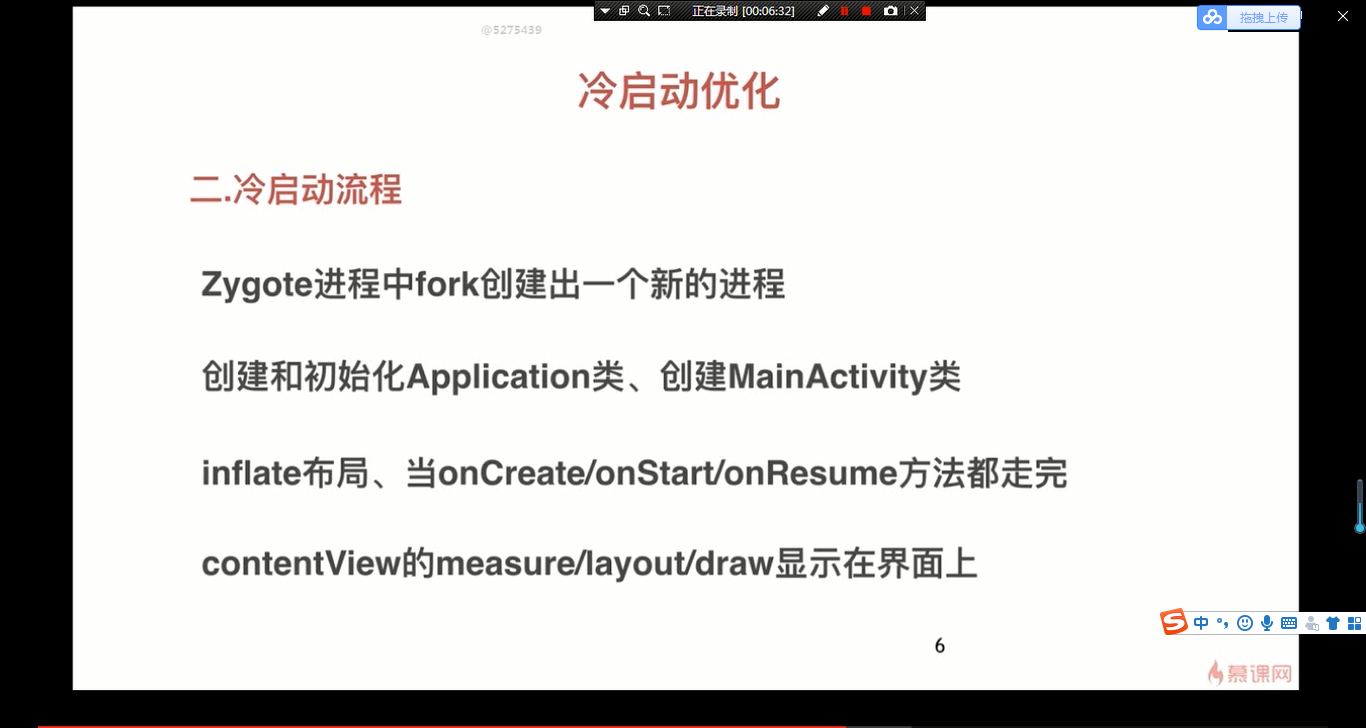 正在录制 [00:06:32]
拖拽上传
@5275439
冷启动优化
二.冷启动流程
Zygote进程中fork创建出一个新的进程
创建和初始化Application类、创建MainActivity类
inflate布局、当onCreate/onStart/onResume方法都走完
contentView的measure/layout/draw显示在界面上
中
6
慕课网